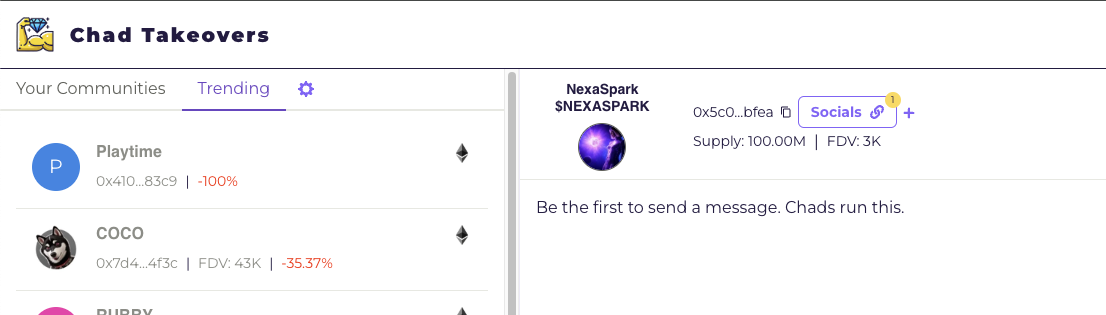 Chad Takeovers
Your Communities Trending
P
Playtime
0x410...83c9 | -100%
COCO
0x7d4...4f3c | FDV: 43K | -35.37%
NexaSpark
$NEXASPARK
0x5c0...bfea Socials 1 +
Supply: 100.00M | FDV: 3K
Be the first to send a message. Chads run this.